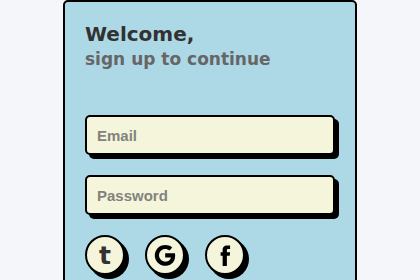 Welcome,
sign up to continue
Email
Password
t G f